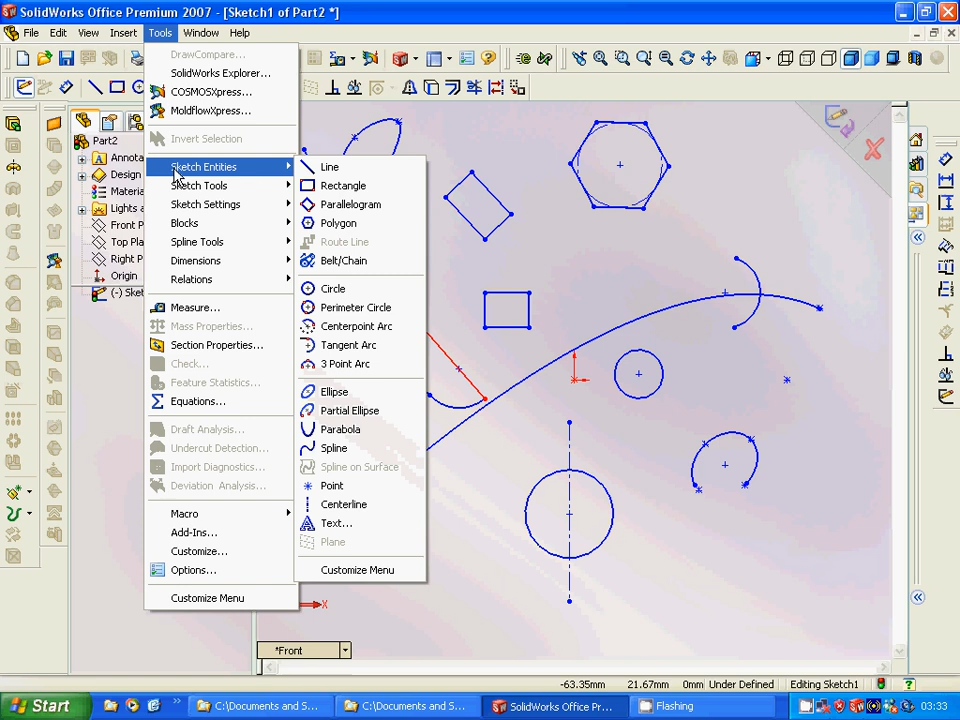 SolidWorks Office Premium 2007 - [Sketch1 of Part2 *]
File Edit View Insert Tools Window Help
DrawCompare...
SolidWorks Explorer...
COSMOSXpress...
MoldflowXpress...
Invert Selection
Sketch Entities
Sketch Tools
Sketch Settings
Blocks
Spline Tools
Dimensions
Relations
Measure...
Mass Properties...
Section Properties...
Check...
Feature Statistics...
Equations...
Draft Analysis...
Undercut Detection...
Import Diagnostics...
Deviation Analysis...
Macro
Add-Ins...
Customize...
Options...
Customize Menu
Line
Rectangle
Parallelogram
Polygon
Route Line
Belt/Chain
Circle
Perimeter Circle
Centerpoint Arc
Tangent Arc
3 Point Arc
Ellipse
Partial Ellipse
Parabola
Spline
Spline on Surface
Point
Centerline
Text...
Plane
Customize Menu
Part2
Annota
Design
Materia
Lights a
Front P
Top Pla
Right P
Origin
(-) Sket
X
*Front
-63.35mm 21.67mm 0mm Under Defined Editing Sketch1
Start C:\Documents and S... C:\Documents and S... SolidWorks Office Pr... Flashing 03:33